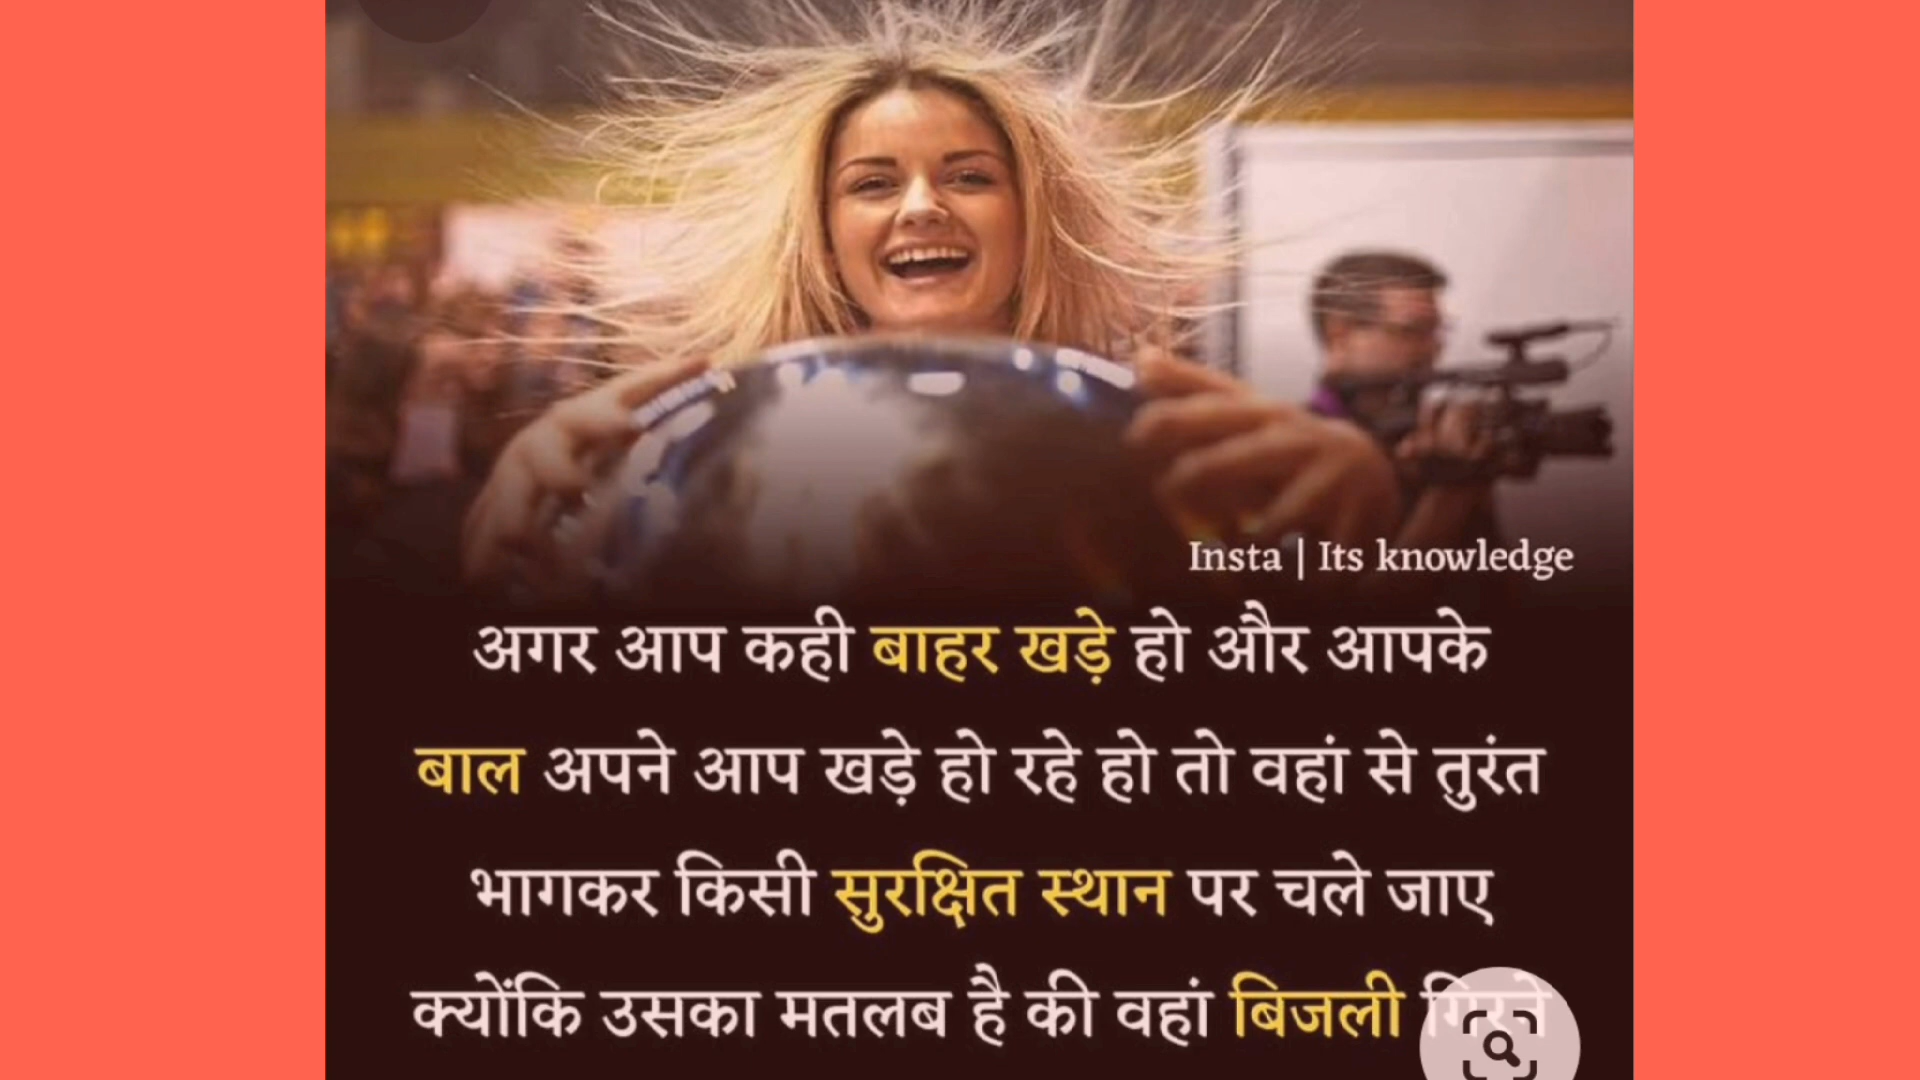 Insta | Its knowledge
अगर आप कही बाहर खड़े हो और आपके
बाल अपने आप खड़े हो रहे हो तो वहां से तुरंत
भागकर किसी सुरक्षित स्थान पर चले जाए
क्योंकि उसका मतलब है की वहां बिजली गिरने